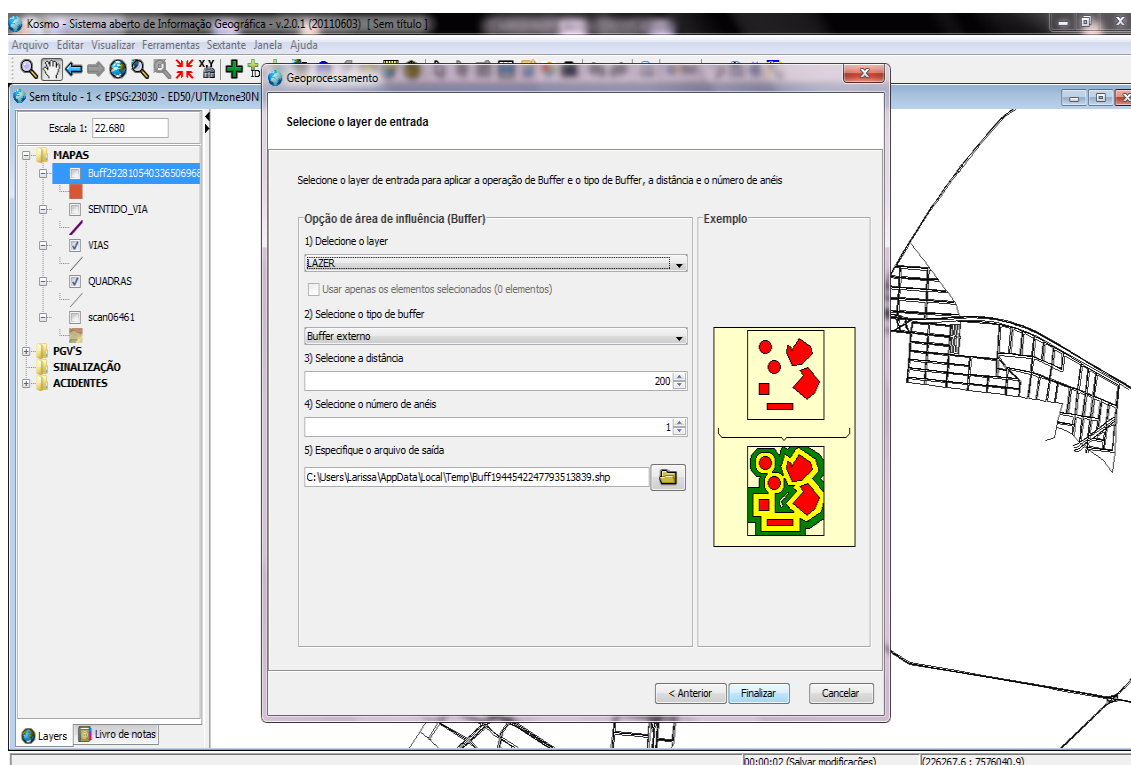 Kosmo - Sistema aberto de Informação Geográfica - v.2.0.1 (20110603) [ Sem título ]
Arquivo Editar Visualizar Ferramentas Sextante Janela Ajuda
X,Y
ID
Sem título - 1 < EPSG:23030 - ED50/UTMzone30N
Escala 1: 22.680
MAPAS
Buff292810540336506968
SENTIDO_VIA
VIAS
QUADRAS
scan06461
PGV'S
SINALIZAÇÃO
ACIDENTES
Layers
Livro de notas
Geoprocessamento
Selecione o layer de entrada
Selecione o layer de entrada para aplicar a operação de Buffer e o tipo de Buffer, a distância e o número de anéis
Opção de área de influência (Buffer)
1) Delecione o layer
LAZER
Usar apenas os elementos selecionados (0 elementos)
2) Selecione o tipo de buffer
Buffer externo
3) Selecione a distância
200
4) Selecione o número de anéis
1
5) Especifique o arquivo de saída
C:\Users\Larissa\AppData\Local\Temp\Buff1944542247793513839.shp
Exemplo
< Anterior
Finalizar
Cancelar
00:00:02 (Salvar modificações)
(226267.6 ; 7576040.9)